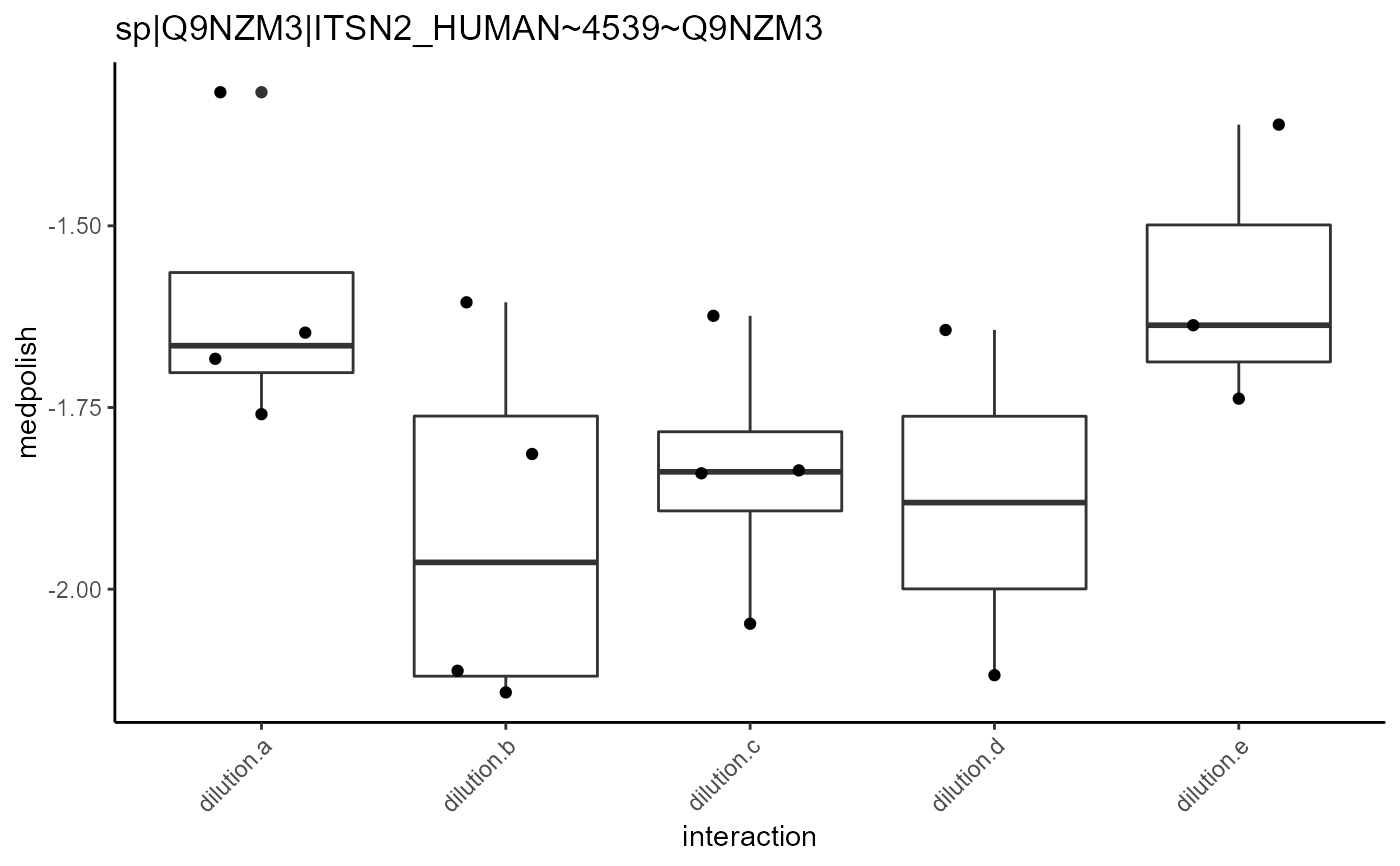 sp|Q9NZM3|ITSN2_HUMAN~4539~Q9NZM3
medpolish
-1.50
-1.75
-2.00
dilution.a
dilution.b
dilution.c
dilution.d
dilution.e
interaction